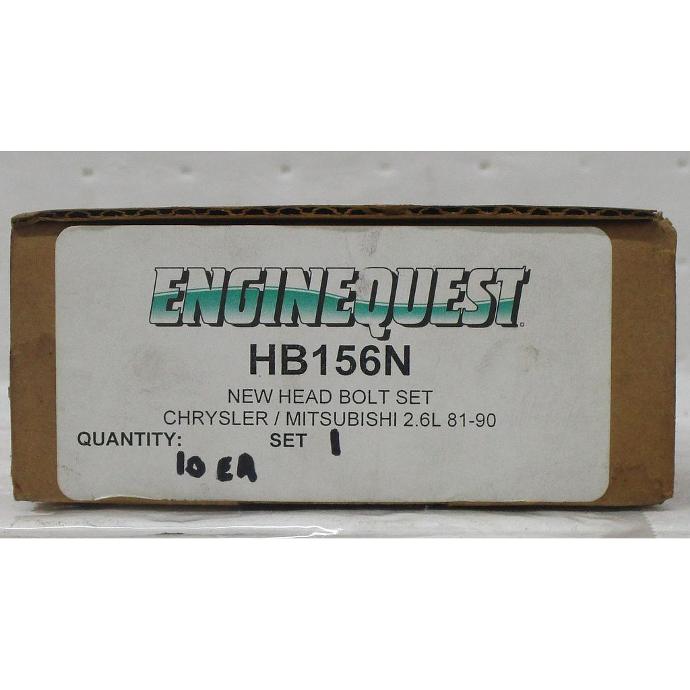 ENGINEQUEST
HB156N
NEW HEAD BOLT SET
CHRYSLER / MITSUBISHI 2.6L 81-90
QUANTITY: SET 1
10 EA